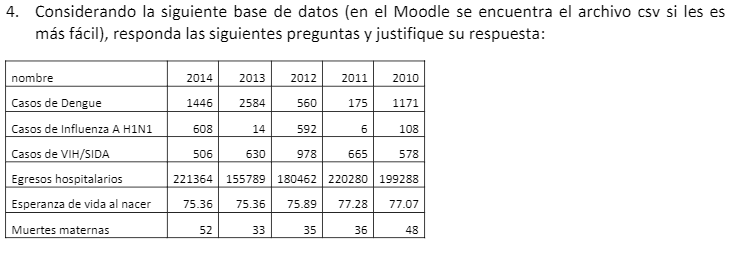 4. Considerando la siguiente base de datos (en el Moodle se encuentra el archivo csv si les es
más fácil), responda las siguientes preguntas y justifique su respuesta:
nombre 2014 2013 2012 2011 2010
Casos de Dengue 1446 2584 560 175 1171
Casos de Influenza A H1N1 608 14 592 6 108
Casos de VIH/SIDA 506 630 978 665 578
Egresos hospitalarios 221364 155789 180462 220280 199288
Esperanza de vida al nacer 75.36 75.36 75.89 77.28 77.07
Muertes maternas 52 33 35 36 48